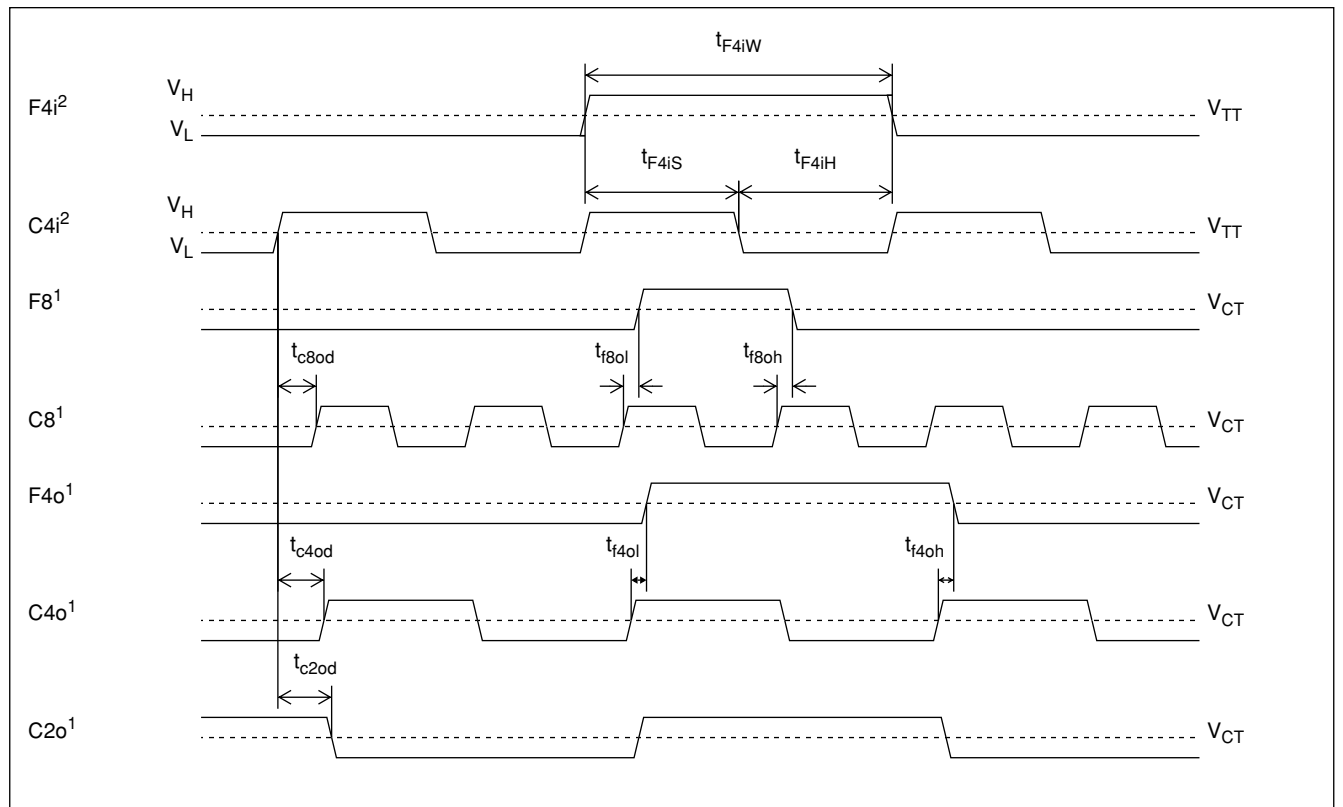 tF4iW
VH
F4i²
VL
VTT
tF4iS tF4iH
VH
C4i²
VL
VTT
F8¹ VCT
tc8od tf8ol tf8oh
C8¹ VCT
F4o¹ VCT
tc4od tf4ol tf4oh
C4o¹ VCT
tc2od
C2o¹ VCT